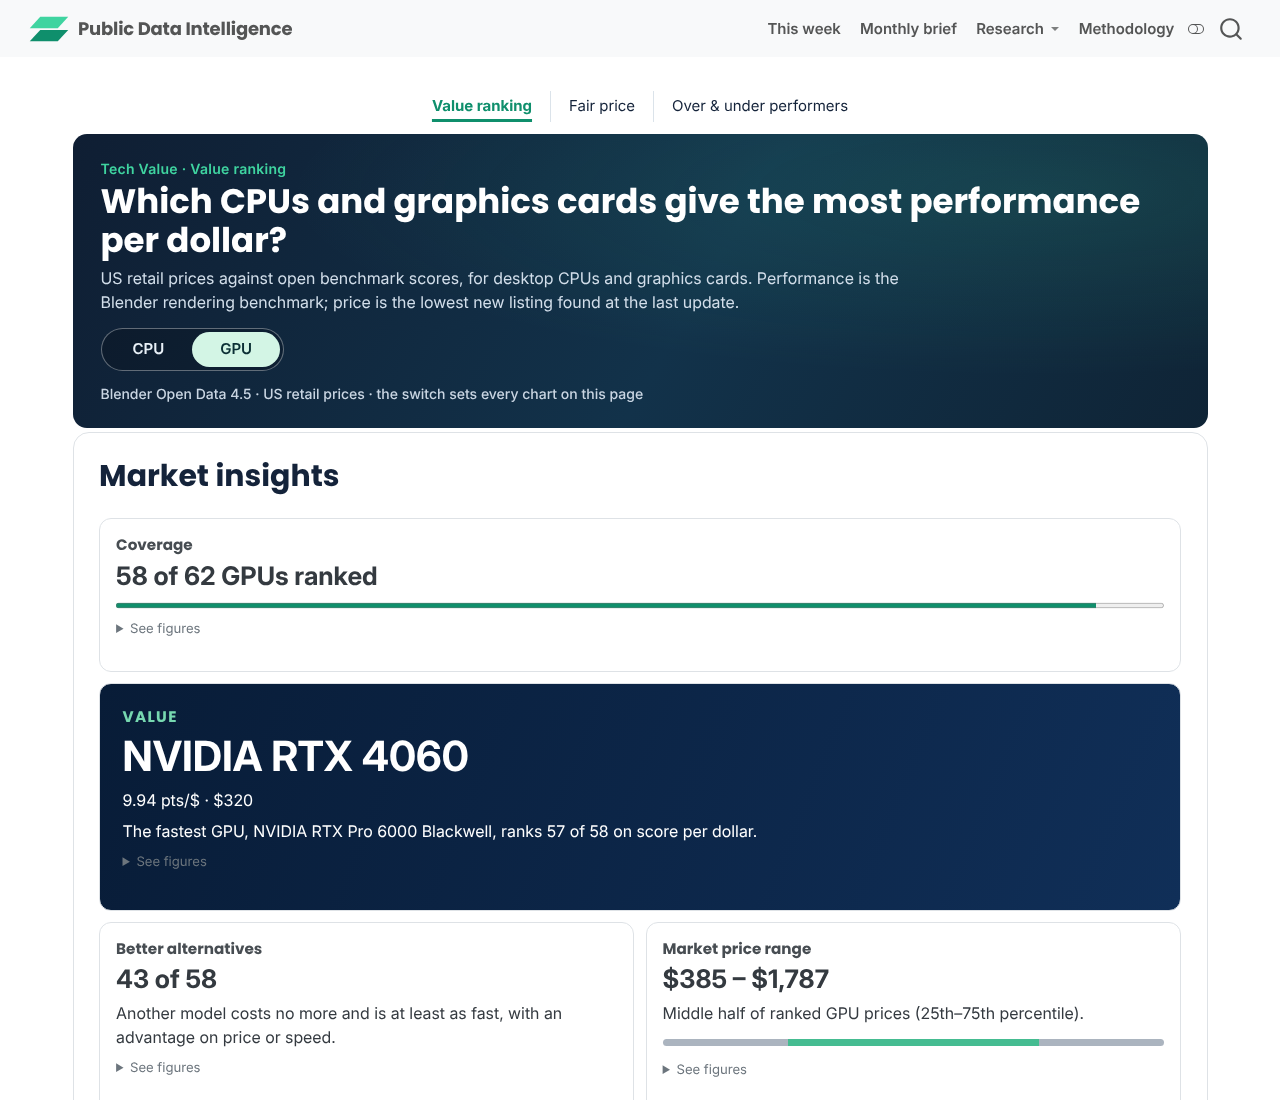 Public Data Intelligence
This week
Monthly brief
Research
Methodology
Value ranking
Fair price
Over & under performers
Tech Value · Value ranking
Which CPUs and graphics cards give the most performance
per dollar?
US retail prices against open benchmark scores, for desktop CPUs and graphics cards. Performance is the
Blender rendering benchmark; price is the lowest new listing found at the last update.
CPU
GPU
Blender Open Data 4.5 · US retail prices · the switch sets every chart on this page
Market insights
Coverage
58 of 62 GPUs ranked
See figures
VALUE
NVIDIA RTX 4060
9.94 pts/$ · $320
The fastest GPU, NVIDIA RTX Pro 6000 Blackwell, ranks 57 of 58 on score per dollar.
See figures
Better alternatives
43 of 58
Another model costs no more and is at least as fast, with an
advantage on price or speed.
See figures
Market price range
$385 – $1,787
Middle half of ranked GPU prices (25th–75th percentile).
See figures